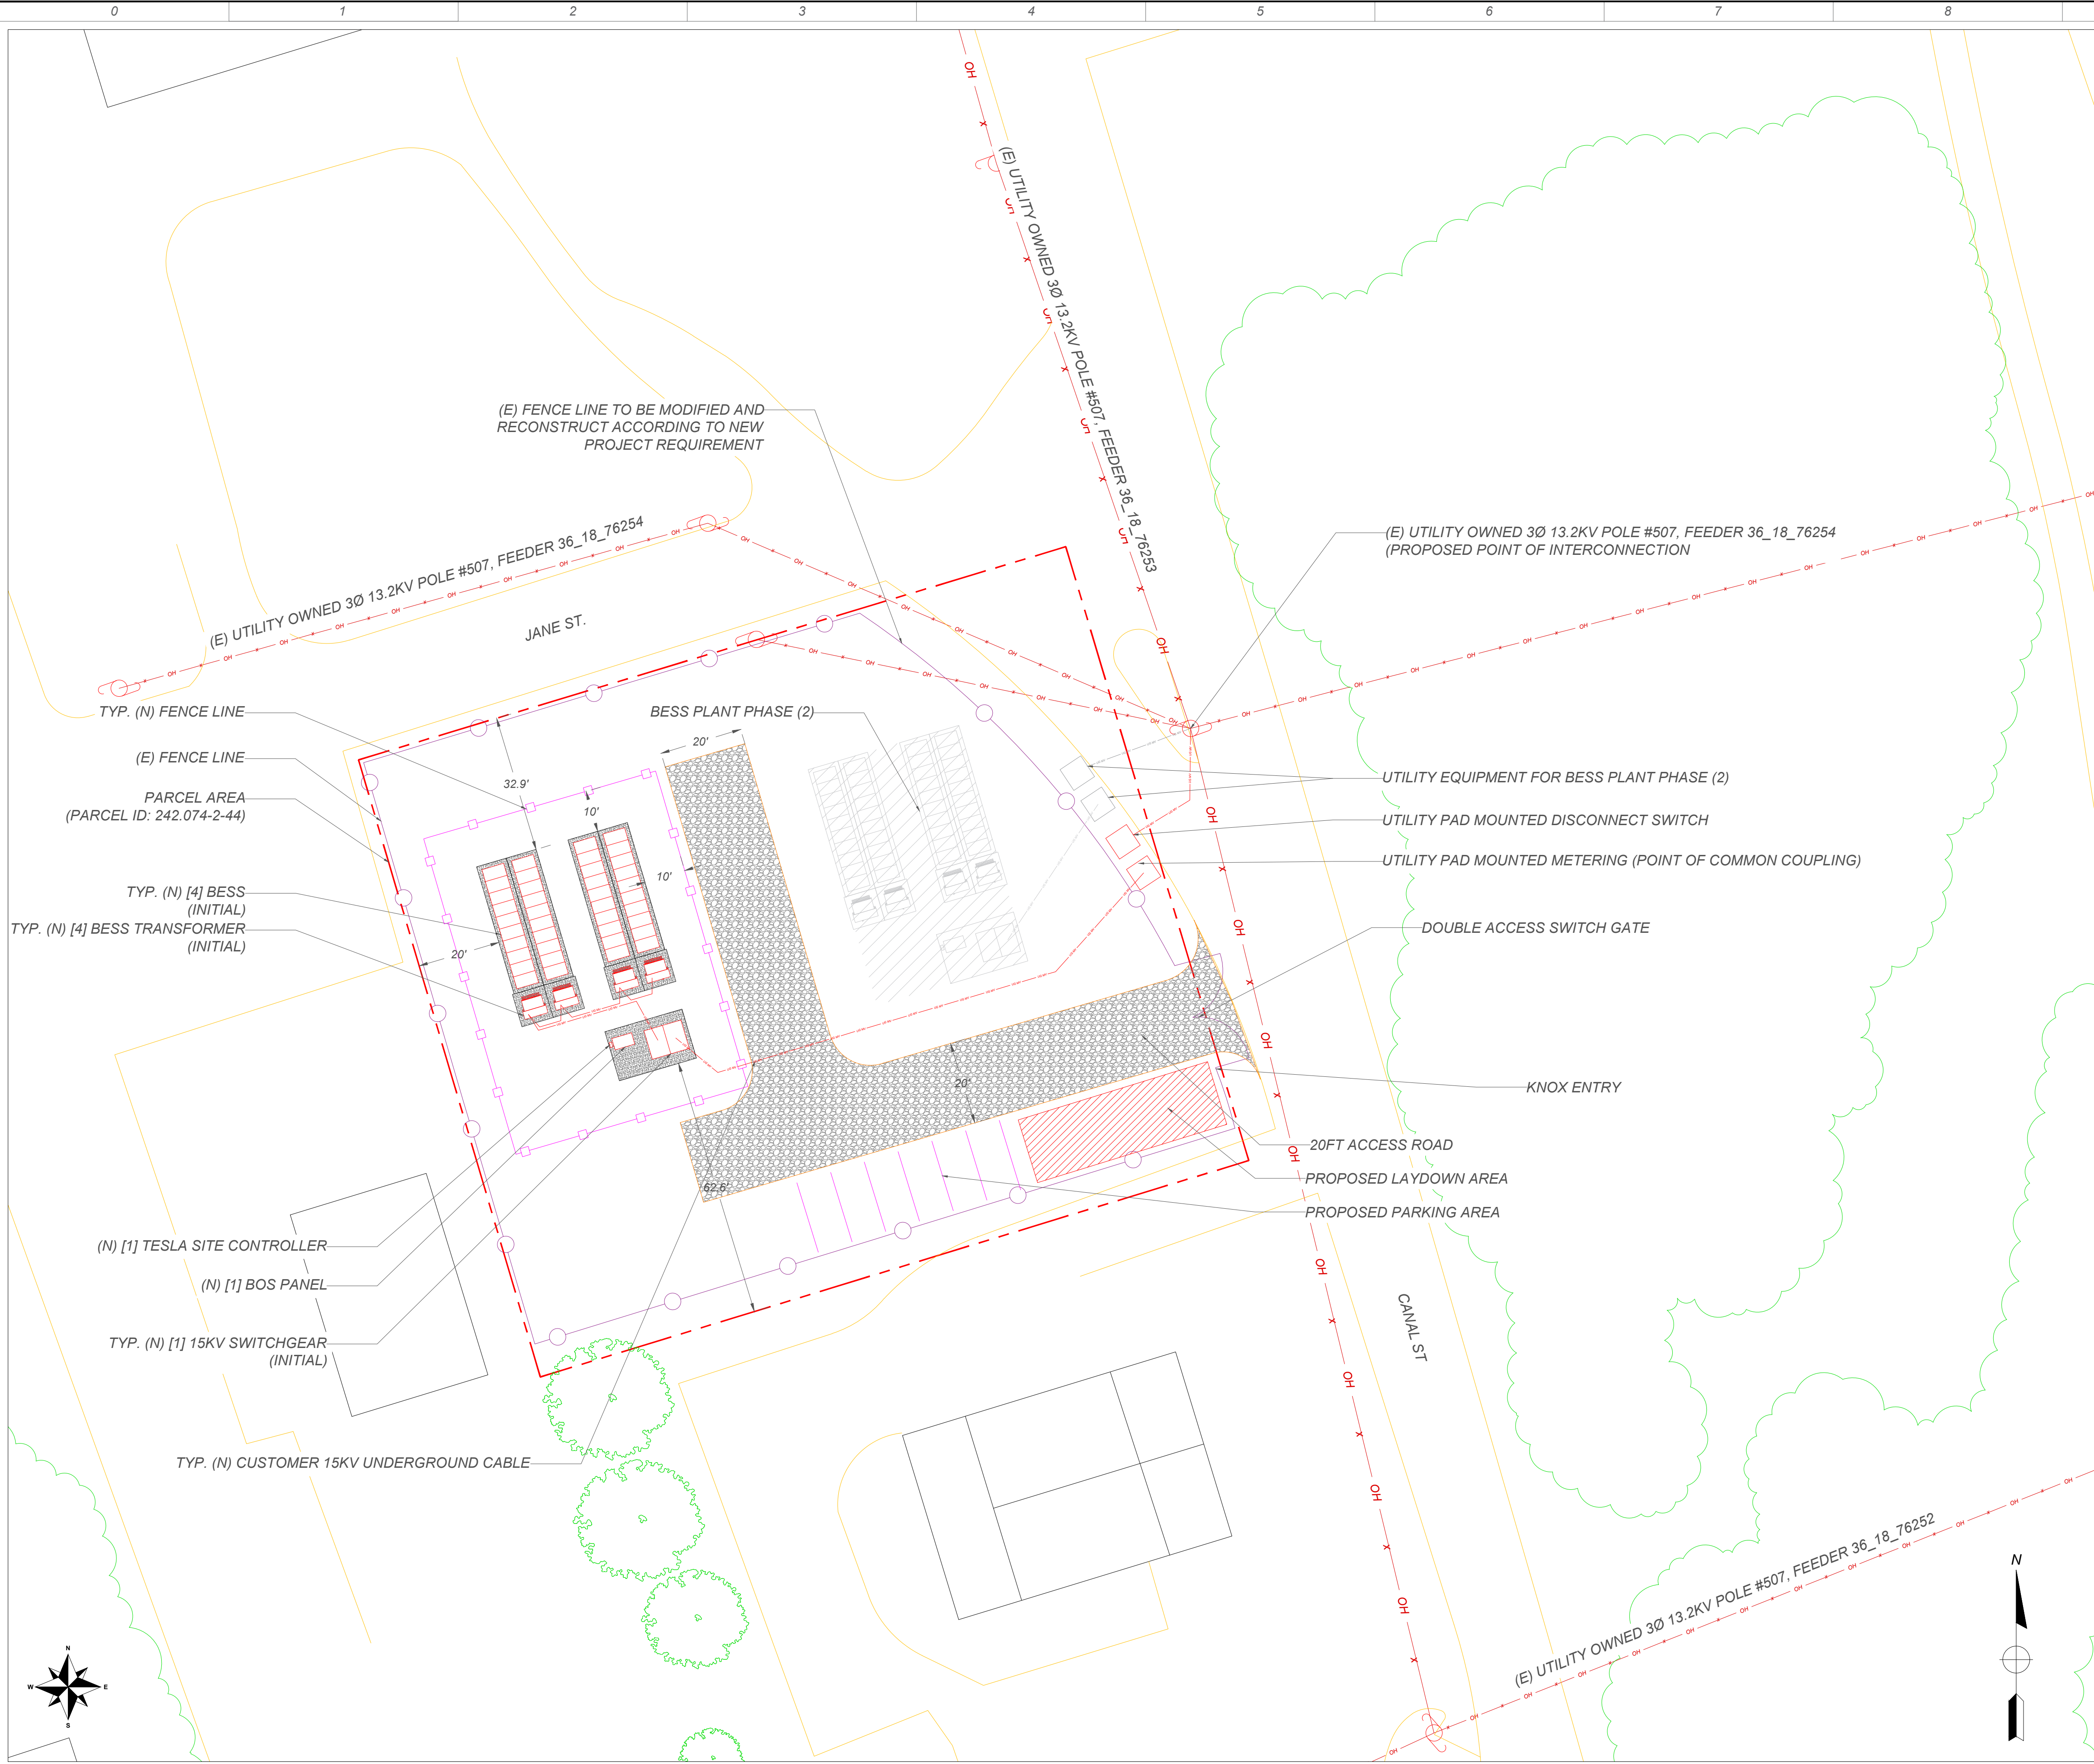 0 1 2 3 4 5 6 7 8
OH
(E) UTILITY OWNED 3Ø 13.2KV POLE #507, FEEDER 36_18_76253
(E) FENCE LINE TO BE MODIFIED AND
RECONSTRUCT ACCORDING TO NEW
PROJECT REQUIREMENT
(E) UTILITY OWNED 3Ø 13.2KV POLE #507, FEEDER 36_18_76254
JANE ST.
(E) UTILITY OWNED 3Ø 13.2KV POLE #507, FEEDER 36_18_76254
(PROPOSED POINT OF INTERCONNECTION
TYP. (N) FENCE LINE
(E) FENCE LINE
PARCEL AREA
(PARCEL ID: 242.074-2-44)
TYP. (N) [4] BESS
(INITIAL)
TYP. (N) [4] BESS TRANSFORMER
(INITIAL)
BESS PLANT PHASE (2)
20'
32.9'
10'
10'
20'
20'
62.6'
UTILITY EQUIPMENT FOR BESS PLANT PHASE (2)
UTILITY PAD MOUNTED DISCONNECT SWITCH
UTILITY PAD MOUNTED METERING (POINT OF COMMON COUPLING)
DOUBLE ACCESS SWITCH GATE
KNOX ENTRY
20FT ACCESS ROAD
PROPOSED LAYDOWN AREA
PROPOSED PARKING AREA
(N) [1] TESLA SITE CONTROLLER
(N) [1] BOS PANEL
TYP. (N) [1] 15KV SWITCHGEAR
(INITIAL)
TYP. (N) CUSTOMER 15KV UNDERGROUND CABLE
CANAL ST
(E) UTILITY OWNED 3Ø 13.2KV POLE #507, FEEDER 36_18_76252
N
W E
S
N